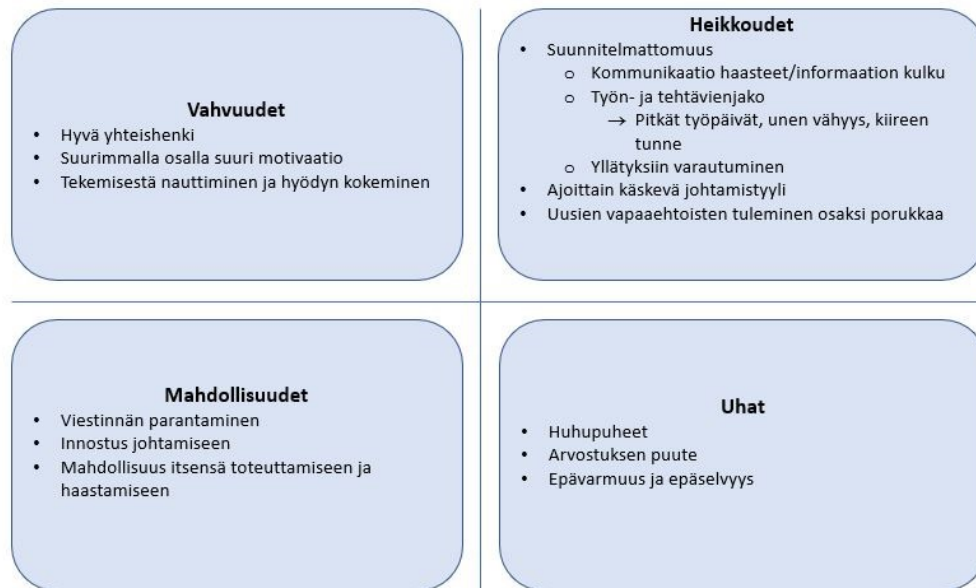 Vahvuudet
• Hyvä yhteishenki
• Suurimmalla osalla suuri motivaatio
• Tekemisestä nauttiminen ja hyödyn kokeminen
Heikkoudet
• Suunnitelmattomuus
o Kommunikaatio haasteet/informaation kulku
o Työn- ja tehtävienjako
→ Pitkät työpäivät, unen vähyys, kiireen
tunne
o Yllätyksiin varautuminen
• Ajoittain käskevä johtamistyyli
• Uusien vapaaehtoisten tuleminen osaksi porukkaa
Mahdollisuudet
• Viestinnän parantaminen
• Innostus johtamiseen
• Mahdollisuus itsensä toteuttamiseen ja
haastamiseen
Uhat
• Huhupuheet
• Arvostuksen puute
• Epävarmuus ja epäselvyys